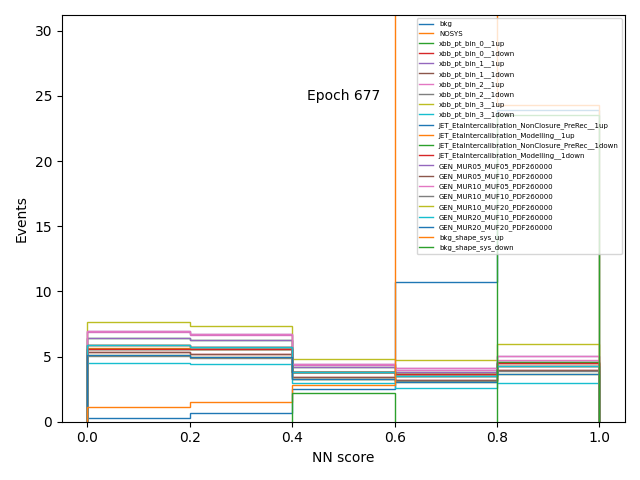 Epoch 677
bkg
NOSYS
xbb_pt_bin_0__1up
xbb_pt_bin_0__1down
xbb_pt_bin_1__1up
xbb_pt_bin_1__1down
xbb_pt_bin_2__1up
xbb_pt_bin_2__1down
xbb_pt_bin_3__1up
xbb_pt_bin_3__1down
JET_EtaIntercalibration_NonClosure_PreRec__1up
JET_EtaIntercalibration_Modelling__1up
JET_EtaIntercalibration_NonClosure_PreRec__1down
JET_EtaIntercalibration_Modelling__1down
GEN_MUR05_MUF05_PDF260000
GEN_MUR05_MUF10_PDF260000
GEN_MUR10_MUF05_PDF260000
GEN_MUR10_MUF10_PDF260000
GEN_MUR10_MUF20_PDF260000
GEN_MUR20_MUF10_PDF260000
GEN_MUR20_MUF20_PDF260000
bkg_shape_sys_up
bkg_shape_sys_down
Events
30
25
20
15
10
5
0
0.0 0.2 0.4 0.6 0.8 1.0
NN score